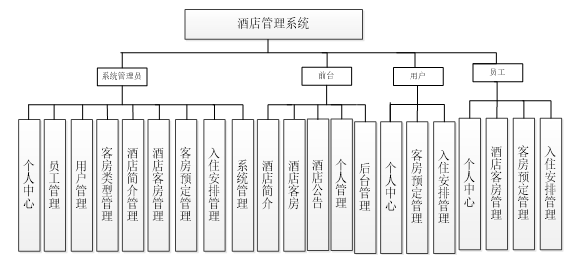 酒店管理系统
系统管理员
前台
用户
员工
个人中心
员工管理
用户管理
客房类型管理
酒店简介管理
酒店客房管理
客房预定管理
入住安排管理
系统管理
酒店简介
酒店客房
酒店公告
个人管理
后台管理
个人中心
客房预定管理
入住安排管理
个人中心
酒店客房管理
客房预定管理
入住安排管理